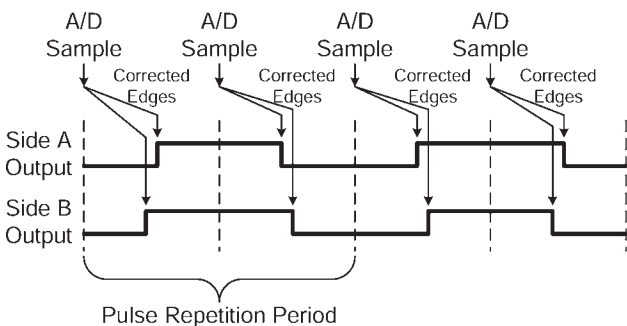 A/D A/D A/D A/D
Sample Sample Sample Sample
Corrected Corrected Corrected Corrected
Edges Edges Edges Edges
Side A
Output
Side B
Output
Pulse Repetition Period